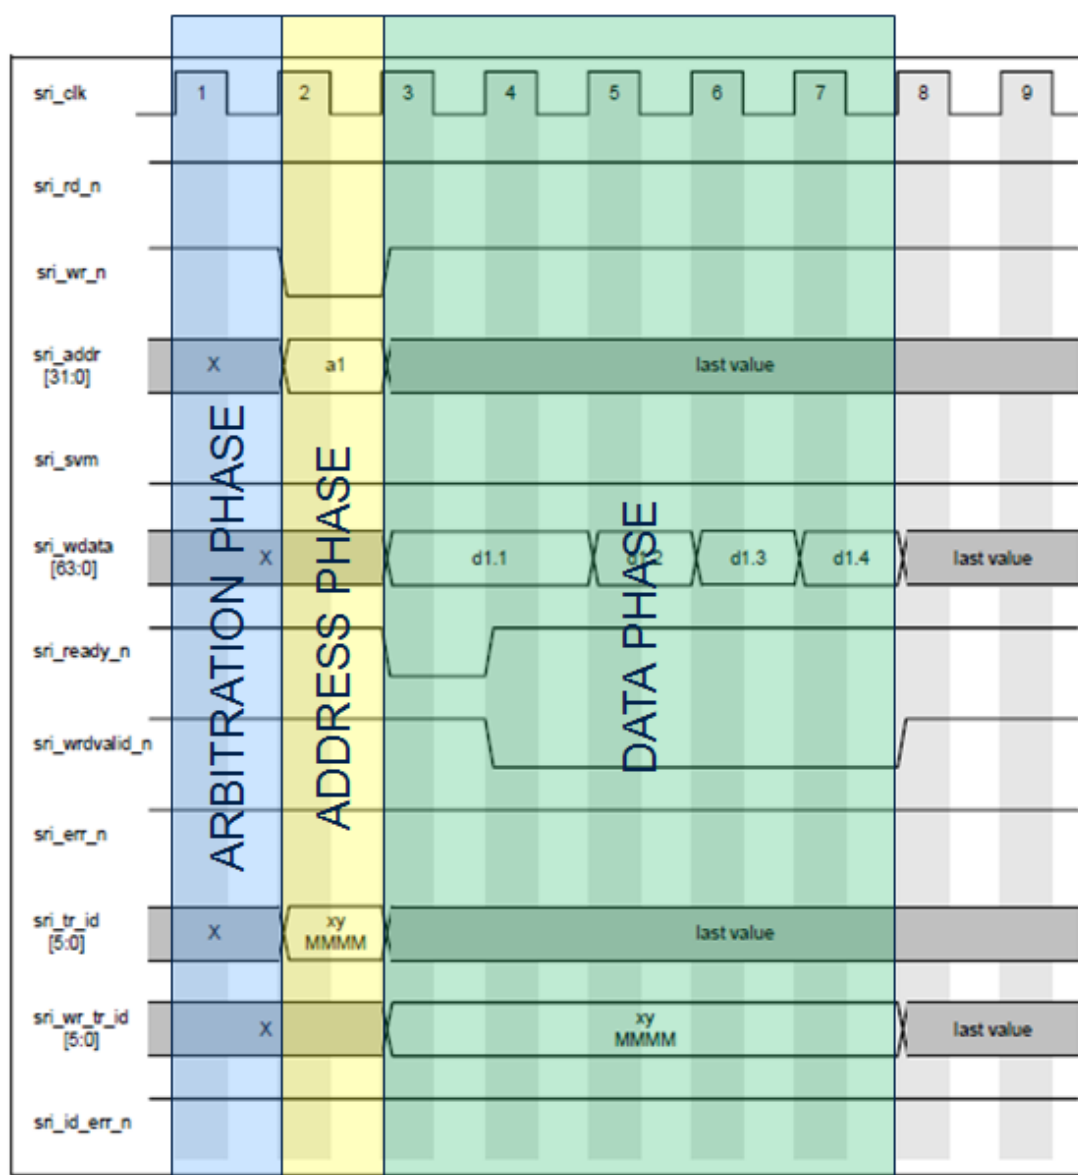 sri_clk
1 2 3 4 5 6 7 8 9
sri_rd_n
sri_wr_n
sri_addr
[31:0]
X a1 last value
sri_svm
sri_wdata
[63:0]
X d1.1 d1.2 d1.3 d1.4 last value
sri_ready_n
sri_wrdvalid_n
sri_err_n
sri_tr_id
[5:0]
X
xy
MMMM
last value
sri_wr_tr_id
[5:0]
X
xy
MMMM
last value
sri_id_err_n
ARBITRATION PHASE
ADDRESS PHASE
DATA PHASE